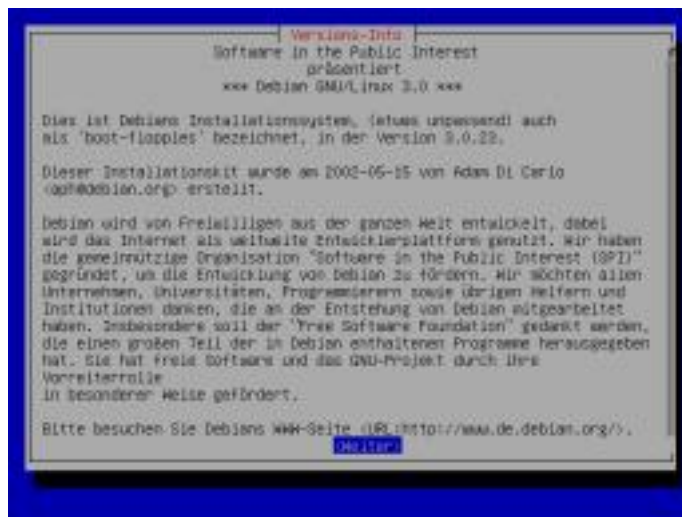 Versions-Info
Software in the Public Interest
präsentiert
*** Debian GNU/Linux 3.0 ***
Dies ist Debians Installationssystem, (etwas unpassend) auch
als 'boot-floppies' bezeichnet, in der Version 3.0.23.
Dieser Installationskit wurde am 2002-05-15 von Adam Di Carlo
<aph@debian.org> erstellt.
Debian wird von Freiwilligen aus der ganzen Welt entwickelt, dabei
wird das Internet als weltweite Entwicklerplattform genutzt. Wir haben
die gemeinnützige Organisation "Software in the Public Interest (SPI)"
gegründet, um die Entwicklung von Debian zu fördern. Wir möchten allen
Unternehmen, Universitäten, Programmierern sowie übrigen Helfern und
Institutionen danken, die an der Entstehung von Debian mitgearbeitet
haben. Insbesondere soll der "Free Software Foundation" gedankt werden,
die einen großen Teil der in Debian enthaltenen Programme herausgegeben
hat. Sie hat freie Software und das GNU-Projekt durch ihre
Vorreiterrolle
in besonderer Weise gefördert.
Bitte besuchen Sie Debians WWW-Seite <URL:http://www.de.debian.org/>.
<Weiter>